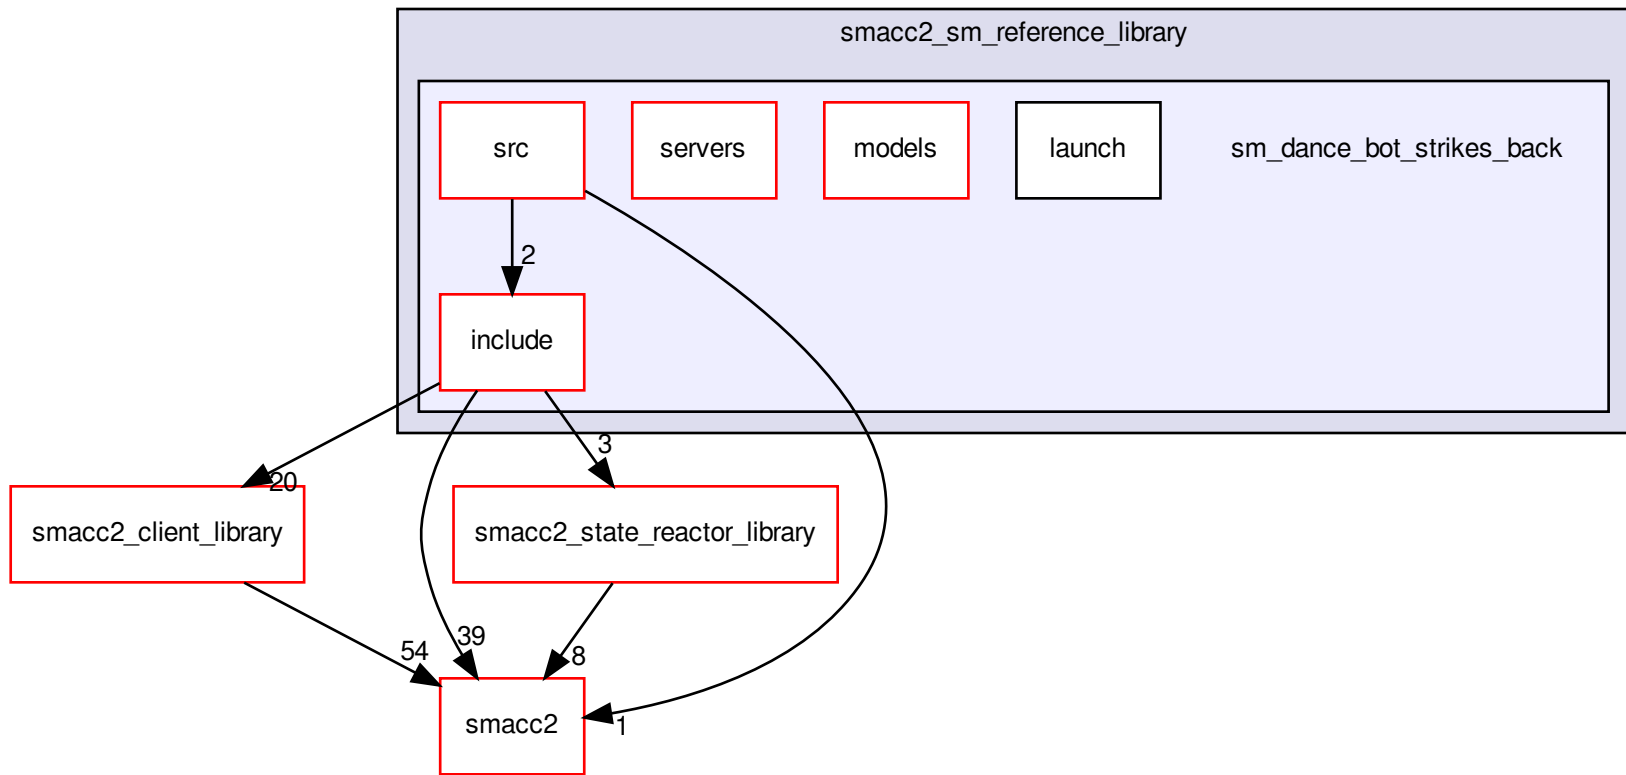 smacc2_sm_reference_library
src
servers
models
launch
sm_dance_bot_strikes_back
2
include
3
20
smacc2_client_library
smacc2_state_reactor_library
54
39
8
smacc2
1